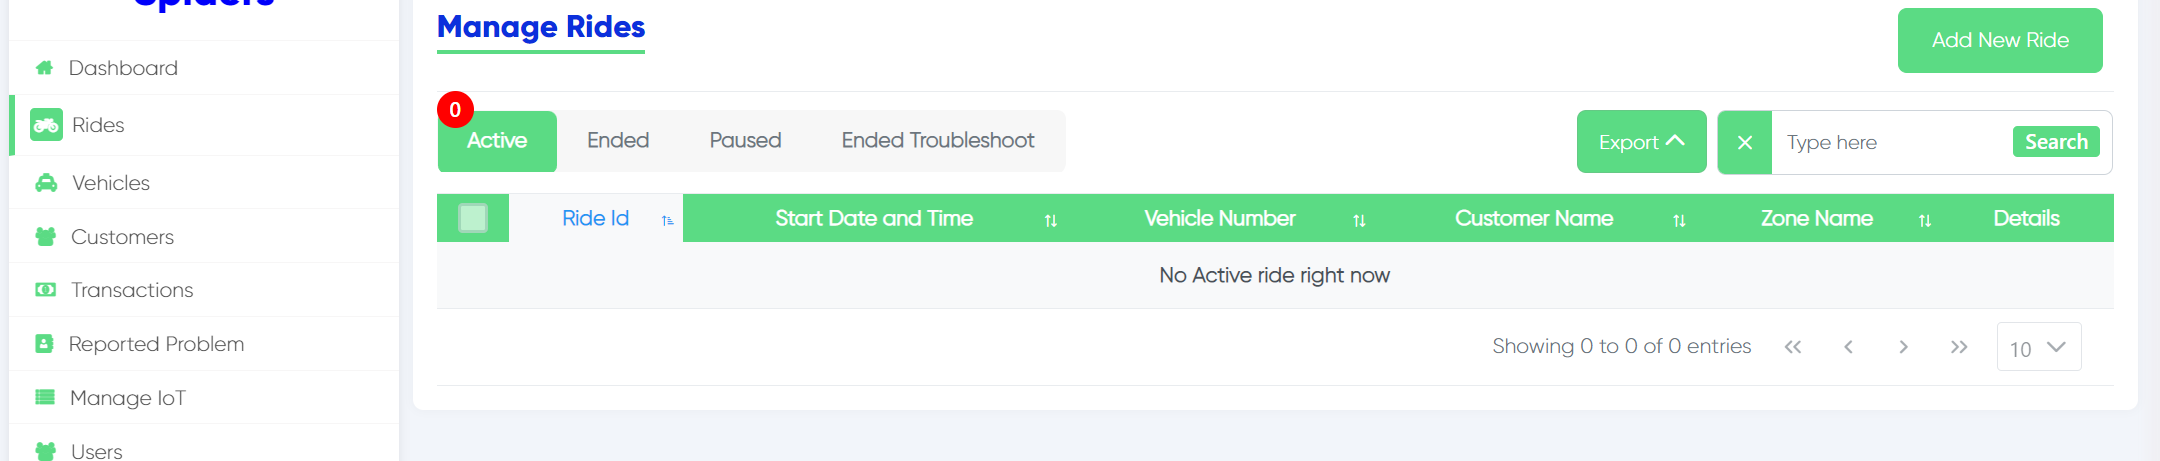 Spiders
Dashboard
Rides
Vehicles
Customers
Transactions
Reported Problem
Manage IoT
Users
Manage Rides
Add New Ride
0
Active Ended Paused Ended Troubleshoot
Export Type here Search
Ride Id Start Date and Time Vehicle Number Customer Name Zone Name Details
No Active ride right now
Showing 0 to 0 of 0 entries 10